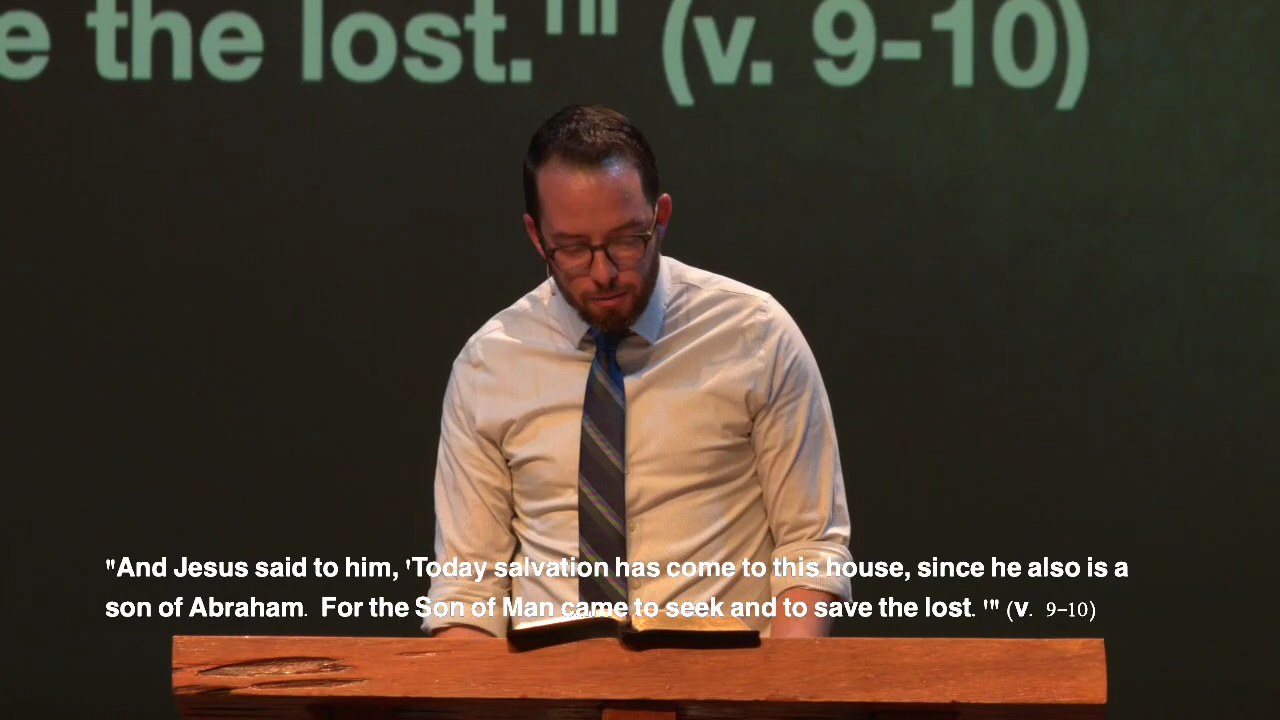 e the lost.'" (v. 9-10)
"And Jesus said to him, 'Today salvation has come to this house, since he also is a
son of Abraham. For the Son of Man came to seek and to save the lost. '" (v. 9-10)